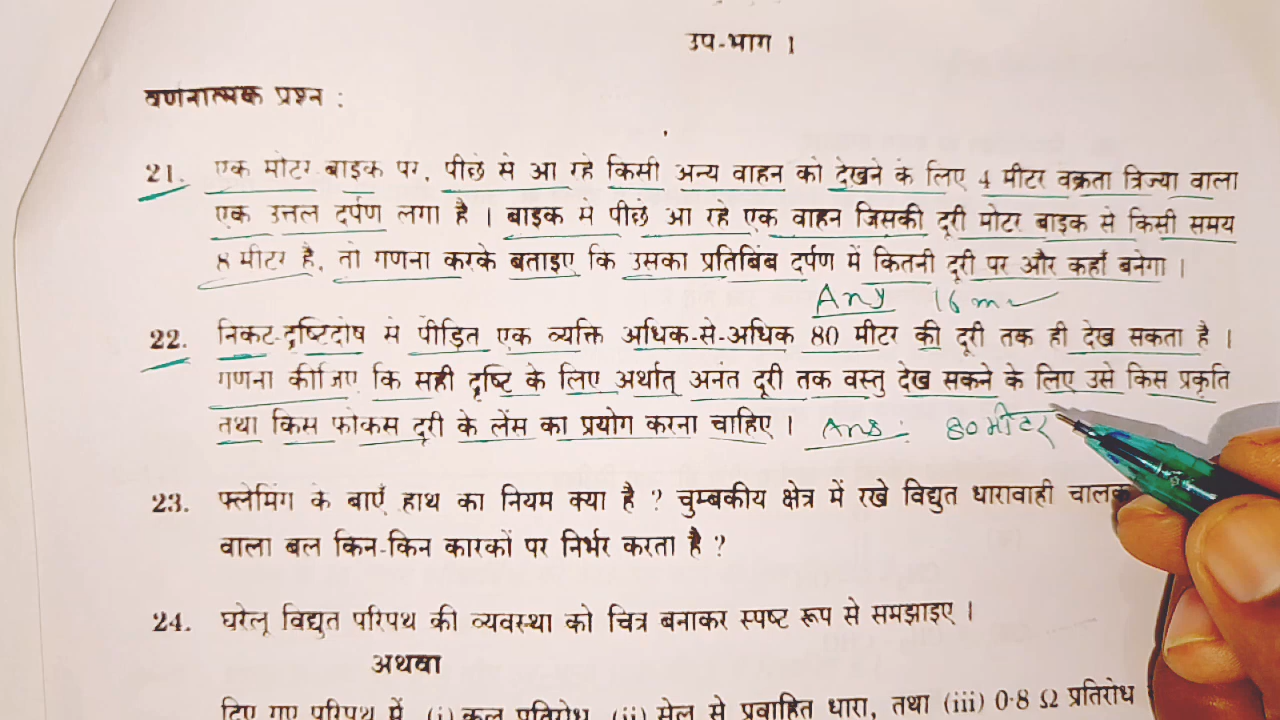 उप-भाग 1
वर्णनात्मक प्रश्न :
21. एक मोटर बाइक पर, पीछे से आ रहे किसी अन्य वाहन को देखने के लिए 4 मीटर वक्रता त्रिज्या वाला
एक उत्तल दर्पण लगा है । बाइक में पीछे आ रहे एक वाहन जिसकी दूरी मोटर बाइक से किसी समय
8 मीटर है, तो गणना करके बताइए कि उसका प्रतिबिंब दर्पण में कितनी दूरी पर और कहाँ बनेगा ।
Any 16 m
22. निकट-दृष्टिदोष से पीड़ित एक व्यक्ति अधिक-से-अधिक 80 मीटर की दूरी तक ही देख सकता है ।
गणना कीजिए कि सही दृष्टि के लिए अर्थात् अनंत दूरी तक वस्तु देख सकने के लिए उसे किस प्रकृति
तथा किस फोकस दूरी के लेंस का प्रयोग करना चाहिए । Ans : 80 मीटर
23. फ्लेमिंग के बाएँ हाथ का नियम क्या है ? चुम्बकीय क्षेत्र में रखे विद्युत धारावाही चालक
वाला बल किन-किन कारकों पर निर्भर करता है ?
24. घरेलू विद्युत परिपथ की व्यवस्था को चित्र बनाकर स्पष्ट रूप से समझाइए ।
अथवा
दिए गए परिपथ में (i) कुल प्रतिरोध (ii) सेल से प्रवाहित धारा, तथा (iii) 0·8 Ω प्रतिरोध